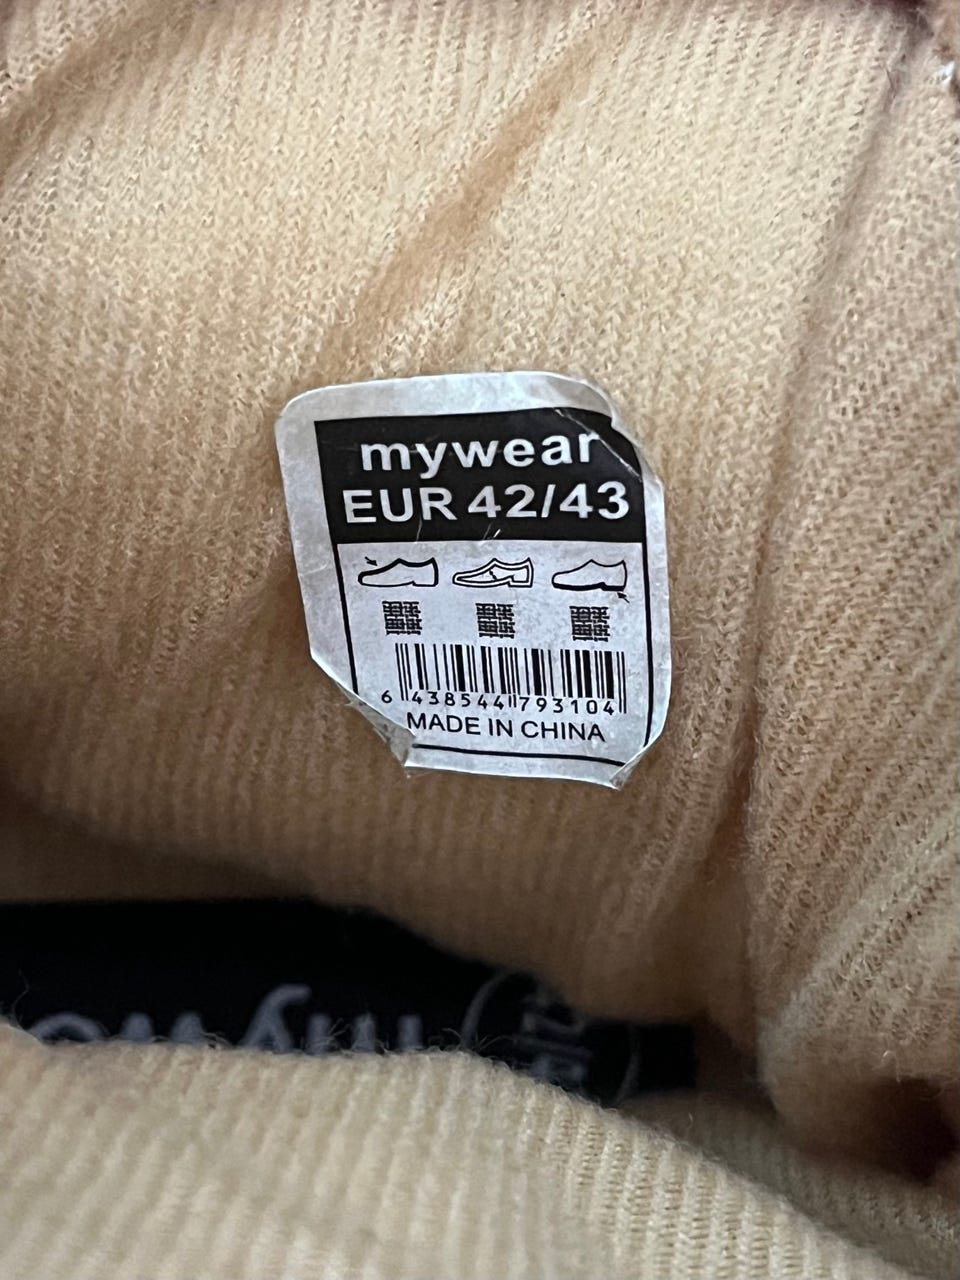 mywear
EUR 42/43
6 438544 793104
MADE IN CHINA